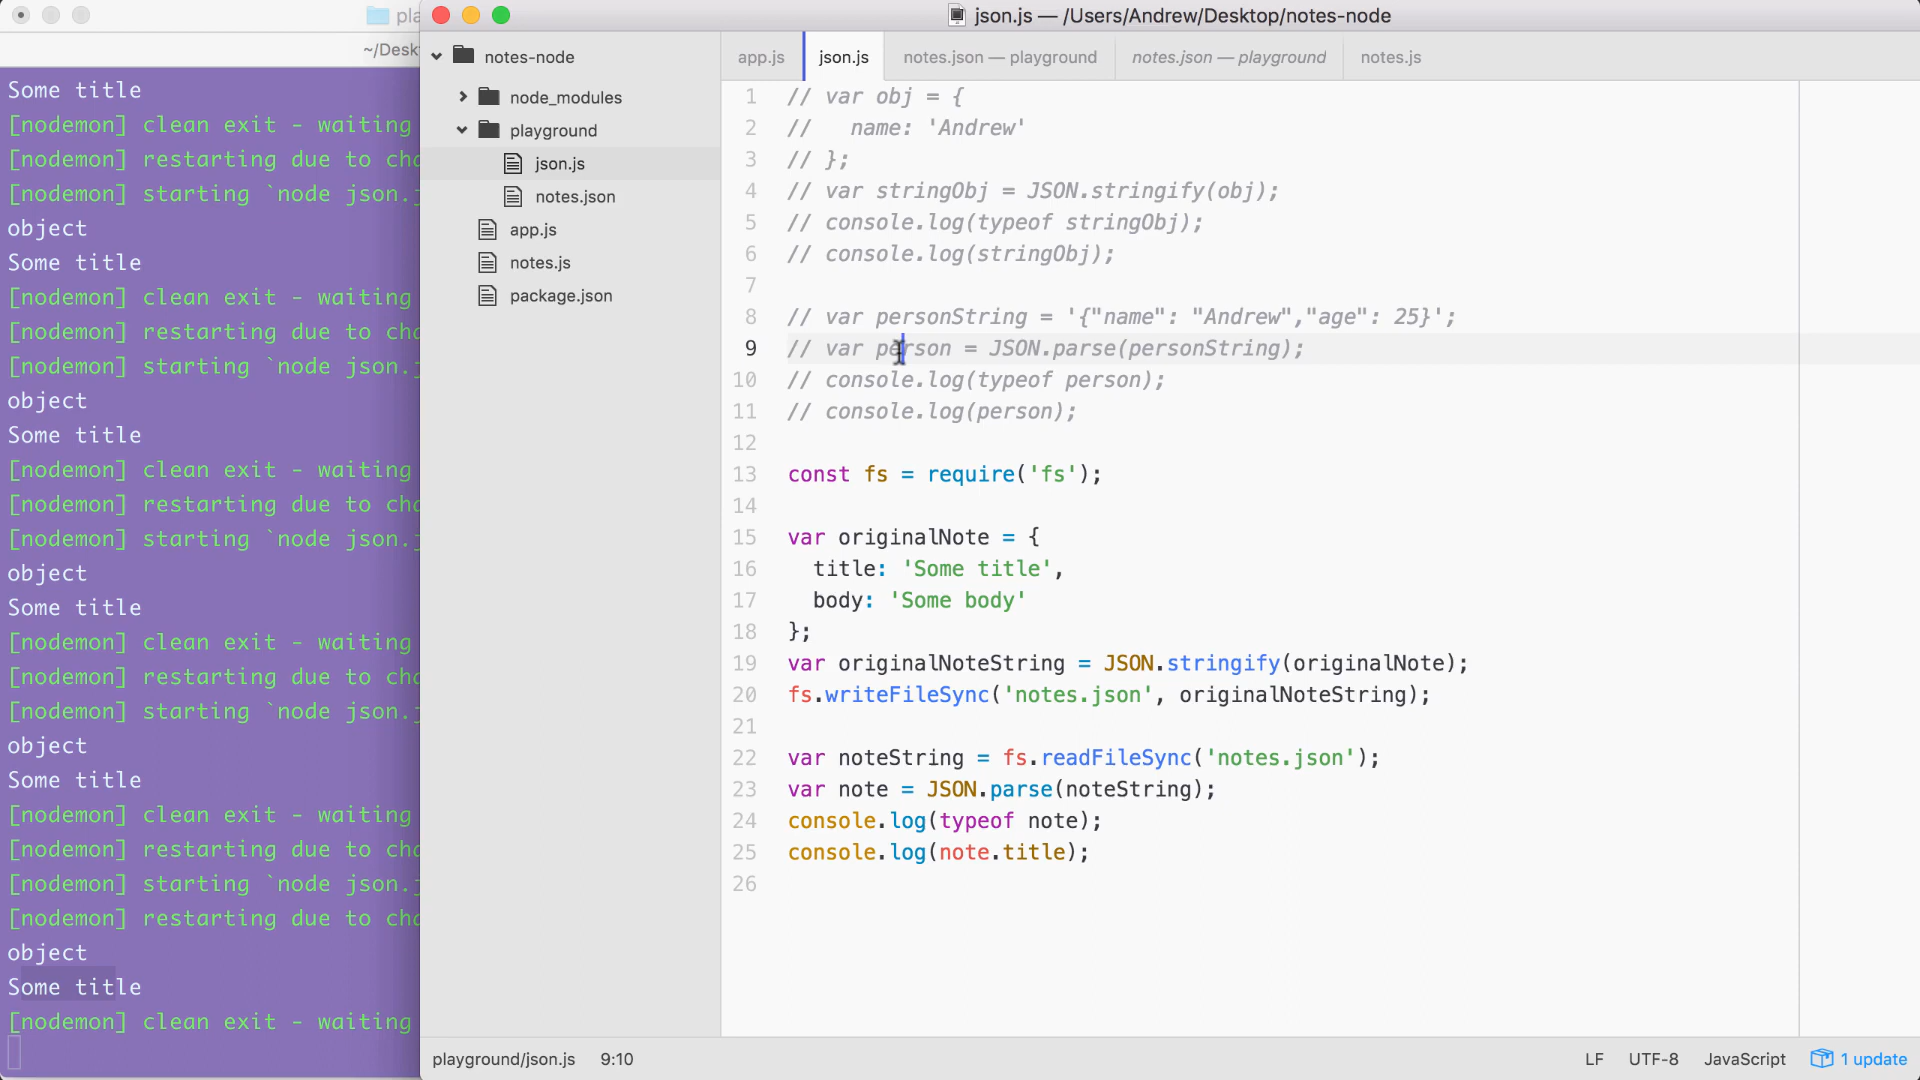 pla
~/Desk
Some title
[nodemon] clean exit - waiting
[nodemon] restarting due to cha
[nodemon] starting `node json.j
object
Some title
[nodemon] clean exit - waiting
[nodemon] restarting due to cha
[nodemon] starting `node json.j
object
Some title
[nodemon] clean exit - waiting
[nodemon] restarting due to cha
[nodemon] starting `node json.j
object
Some title
[nodemon] clean exit - waiting
[nodemon] restarting due to cha
[nodemon] starting `node json.j
object
Some title
[nodemon] clean exit - waiting
[nodemon] restarting due to cha
[nodemon] starting `node json.j
[nodemon] restarting due to cha
object
Some title
[nodemon] clean exit - waiting
json.js — /Users/Andrew/Desktop/notes-node
notes-node
node_modules
playground
json.js
notes.json
app.js
notes.js
package.json
app.js json.js notes.json — playground notes.json — playground notes.js
1 // var obj = {
2 //   name: 'Andrew'
3 // };
4 // var stringObj = JSON.stringify(obj);
5 // console.log(typeof stringObj);
6 // console.log(stringObj);
7
8 // var personString = '{"name": "Andrew","age": 25}';
9 // var person = JSON.parse(personString);
10 // console.log(typeof person);
11 // console.log(person);
12
13 const fs = require('fs');
14
15 var originalNote = {
16   title: 'Some title',
17   body: 'Some body'
18 };
19 var originalNoteString = JSON.stringify(originalNote);
20 fs.writeFileSync('notes.json', originalNoteString);
21
22 var noteString = fs.readFileSync('notes.json');
23 var note = JSON.parse(noteString);
24 console.log(typeof note);
25 console.log(note.title);
26
playground/json.js 9:10 LF UTF-8 JavaScript 1 update